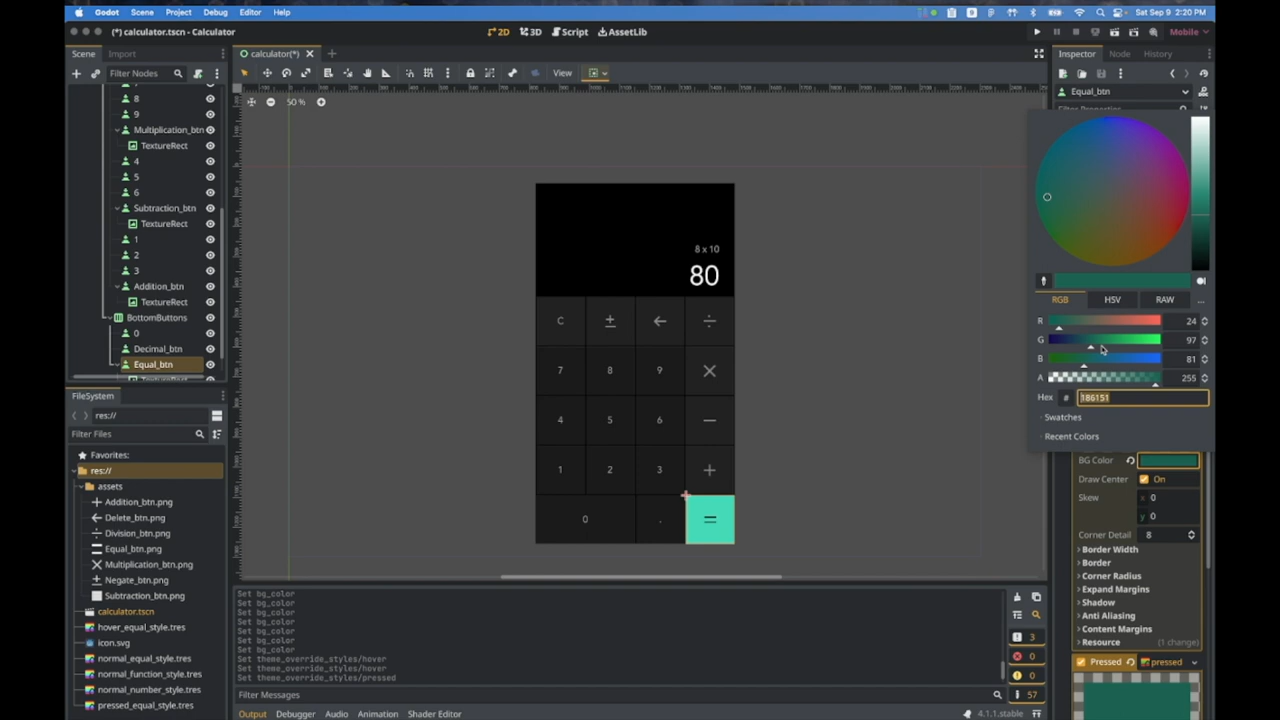 Godot Scene Project Debug Editor Help
Sat Sep 9 2:20 PM
(*) calculator.tscn - Calculator
2D 3D Script AssetLib
Mobile
Scene Import
calculator(*)
Inspector Node History
Filter Nodes
View
Equal_btn
50 %
8
9
Multiplication_btn
TextureRect
4
5
6
Subtraction_btn
TextureRect
1
2
3
Addition_btn
TextureRect
BottomButtons
0
Decimal_btn
Equal_btn
8 x 10
80
C ± ← ÷
7 8 9 ×
4 5 6 −
1 2 3 +
0 . =
RGB HSV RAW ...
R 24
G 97
B 81
A 255
Hex # 186151
Swatches
Recent Colors
BG Color
Draw Center On
Skew x 0
y 0
Corner Detail 8
Border Width
Border
Corner Radius
Expand Margins
Shadow
Anti Aliasing
Content Margins
Resource (1 change)
Pressed pressed
FileSystem
res://
Filter Files
Favorites:
res://
assets
Addition_btn.png
Delete_btn.png
Division_btn.png
Equal_btn.png
Multiplication_btn.png
Negate_btn.png
Subtraction_btn.png
calculator.tscn
hover_equal_style.tres
icon.svg
normal_equal_style.tres
normal_function_style.tres
normal_number_style.tres
pressed_equal_style.tres
Set bg_color
Set bg_color
Set bg_color
Set bg_color
Set bg_color
Set bg_color
Set bg_color
Set theme_override_styles/hover
Set theme_override_styles/hover
Set theme_override_styles/pressed
3
0
0
57
Filter Messages
Output Debugger Audio Animation Shader Editor
4.1.1.stable